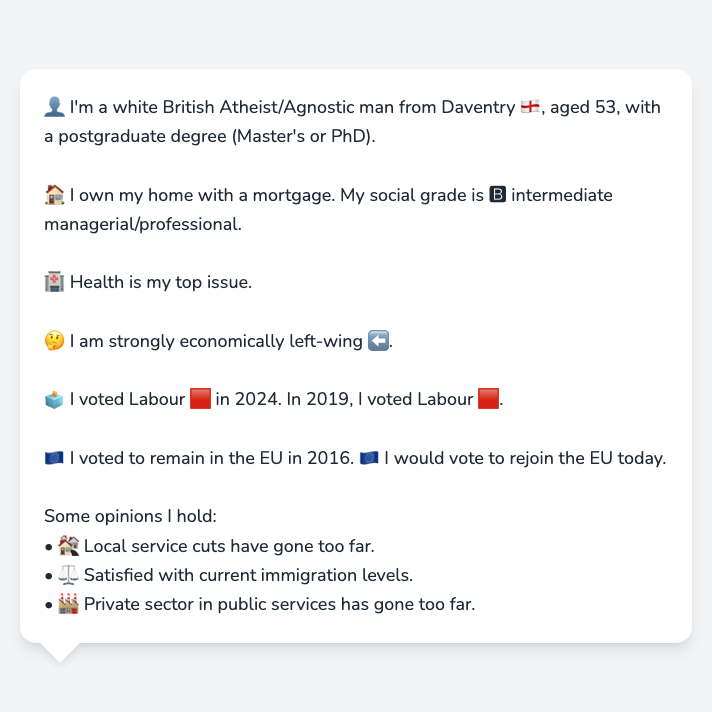 👤 I'm a white British Atheist/Agnostic man from Daventry 🏴󠁧󠁢󠁥󠁮󠁧󠁿, aged 53, with
a postgraduate degree (Master's or PhD).
🏠 I own my home with a mortgage. My social grade is 🅱 intermediate
managerial/professional.
🏥 Health is my top issue.
🤔 I am strongly economically left-wing ⬅️.
🗳️ I voted Labour 🟥 in 2024. In 2019, I voted Labour 🟥.
🇪🇺 I voted to remain in the EU in 2016. 🇪🇺 I would vote to rejoin the EU today.
Some opinions I hold:
• 🏚️ Local service cuts have gone too far.
• ⚖️ Satisfied with current immigration levels.
• 🏭 Private sector in public services has gone too far.